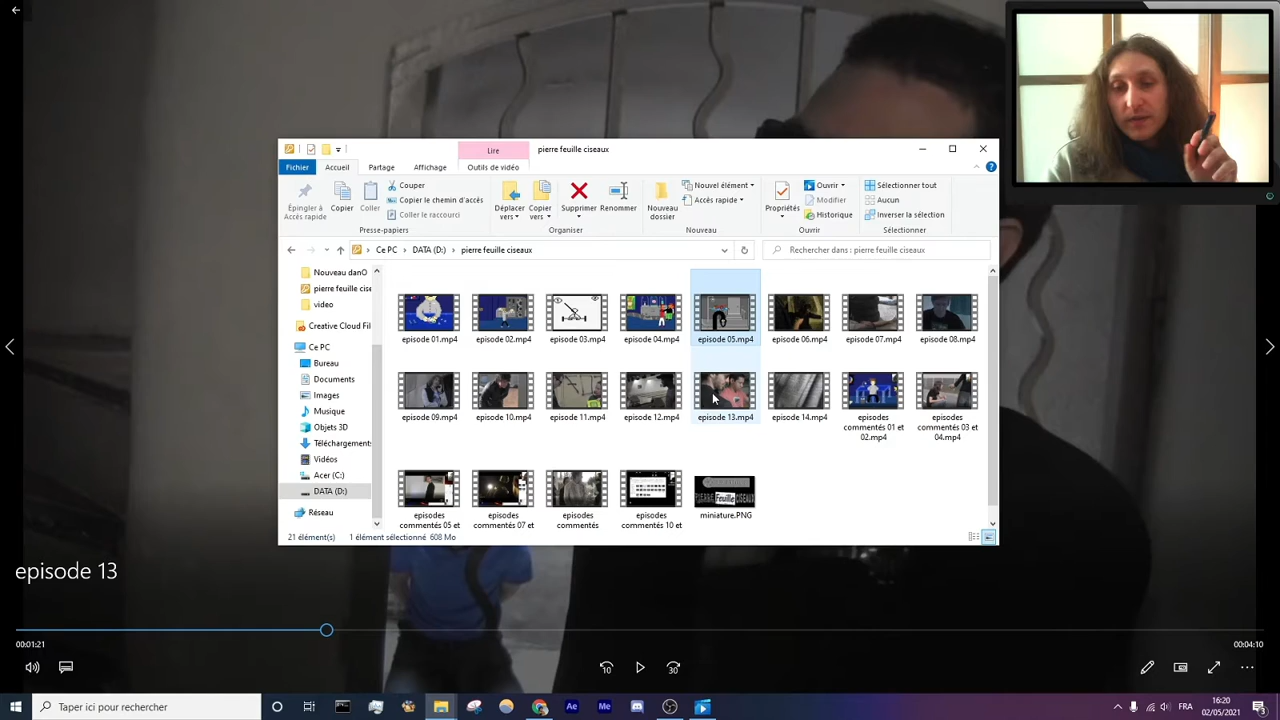 Lire
pierre feuille ciseaux
Fichier
Accueil
Partage
Affichage
Outils de vidéo
Épingler à Accès rapide
Copier
Coller
Couper
Copier le chemin d'accès
Coller le raccourci
Presse-papiers
Déplacer vers
Copier vers
Supprimer
Renommer
Organiser
Nouveau dossier
Nouvel élément
Accès rapide
Nouveau
Propriétés
Ouvrir
Modifier
Historique
Ouvrir
Sélectionner tout
Aucun
Inverser la sélection
Sélectionner
Ce PC
DATA (D:)
pierre feuille ciseaux
Rechercher dans : pierre feuille ciseaux
Nouveau danO
pierre feuille cise
video
Creative Cloud Fil
Ce PC
Bureau
Documents
Images
Musique
Objets 3D
Téléchargements
Vidéos
Acer (C:)
DATA (D:)
Réseau
episode 01.mp4
episode 02.mp4
episode 03.mp4
episode 04.mp4
episode 05.mp4
episode 06.mp4
episode 07.mp4
episode 08.mp4
episode 09.mp4
episode 10.mp4
episode 11.mp4
episode 12.mp4
episode 13.mp4
episode 14.mp4
episodes commentés 01 et 02.mp4
episodes commentés 03 et 04.mp4
episodes commentés 05 et
episodes commentés 07 et
episodes commentés
episodes commentés 10 et
PIERRE Feuille CISEAUX
miniature.PNG
21 élément(s)
1 élément sélectionné 608 Mo
episode 13
00:01:21
00:04:10
10
30
Taper ici pour rechercher
Ae
Me
FRA
16:20
02/05/2021